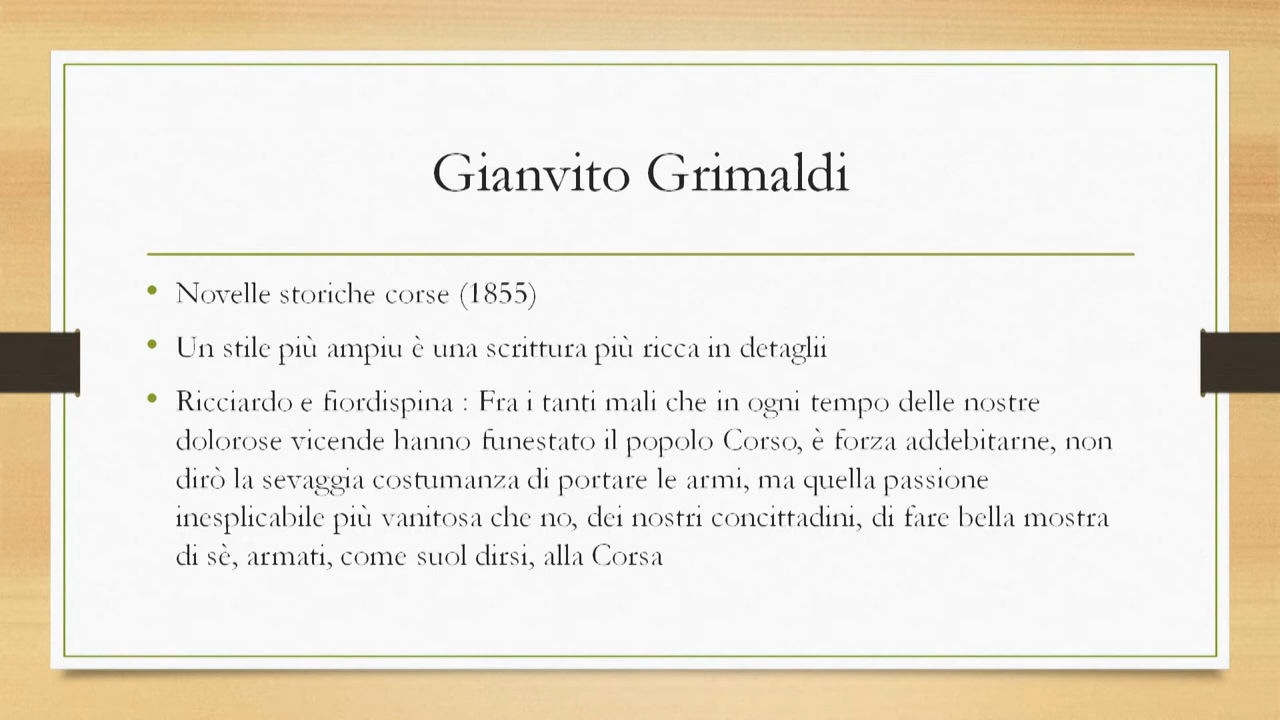 Gianvito Grimaldi
• Novelle storiche corse (1855)
• Un stile più ampiu è una scrittura più ricca in detaglii
• Ricciardo e fiordispina : Fra i tanti mali che in ogni tempo delle nostre
dolorose vicende hanno funestato il popolo Corso, è forza addebitarne, non
dirò la sevaggia costumanza di portare le armi, ma quella passione
inesplicabile più vanitosa che no, dei nostri concittadini, di fare bella mostra
di sè, armati, come suol dirsi, alla Corsa